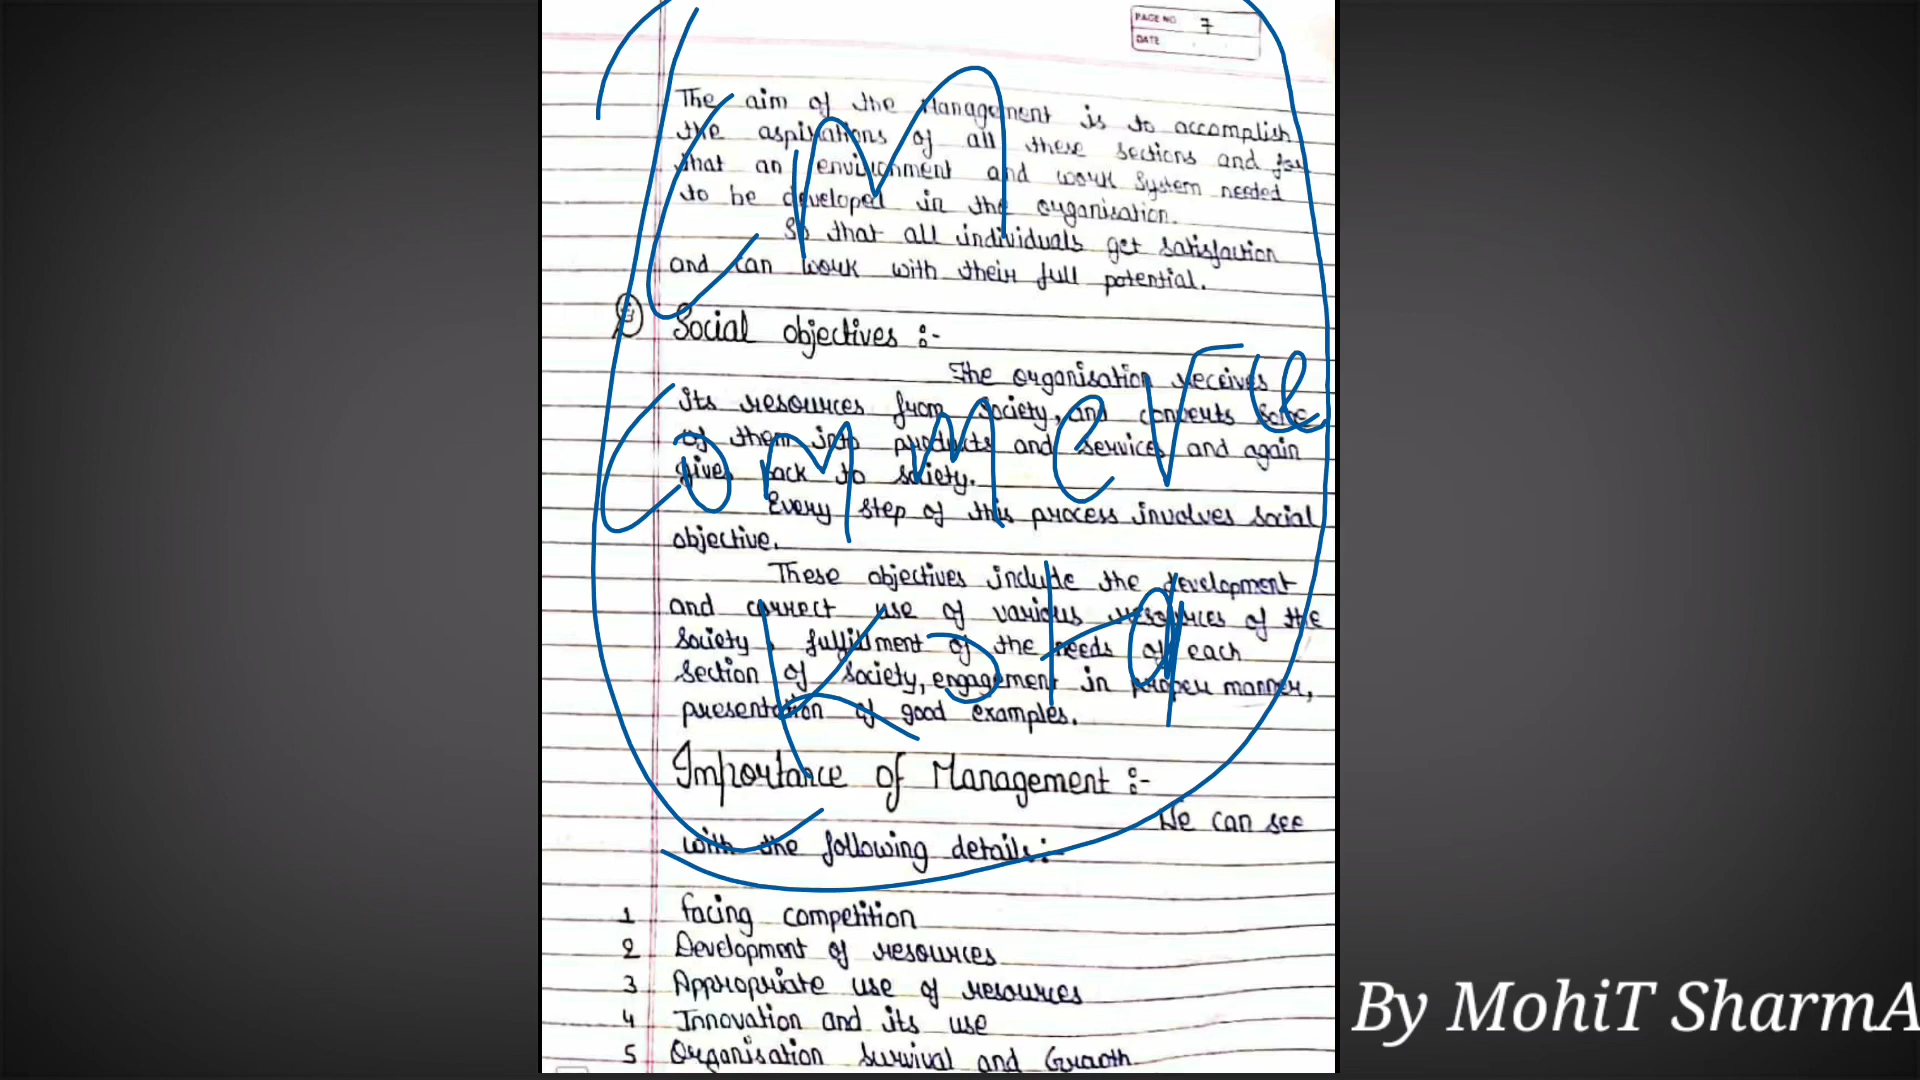 PAGE NO 7
DATE
The aim of the Management is to accomplish
the aspirations of all these sections and for
that an environment and work system needed
to be developed in the organisation.
So that all individuals get satisfaction
and can work with their full potential.
Social objectives :-
The organisation receives
its resources from society, and converts some
of them into products and services and again
gives back to society.
Every step of this process involves social
objective.
These objectives include the development
and correct use of various resources of the
society, fulfillment of the needs of each
section of society, engagement in proper manner,
presentation of good examples.
Importance of Management :-
We can see
with the following details:-
1 facing competition
2 Development of resources
3 Appropriate use of resources
4 Innovation and its use
5 Organisation survival and Growth
commerce
Kota
By MohiT SharmA